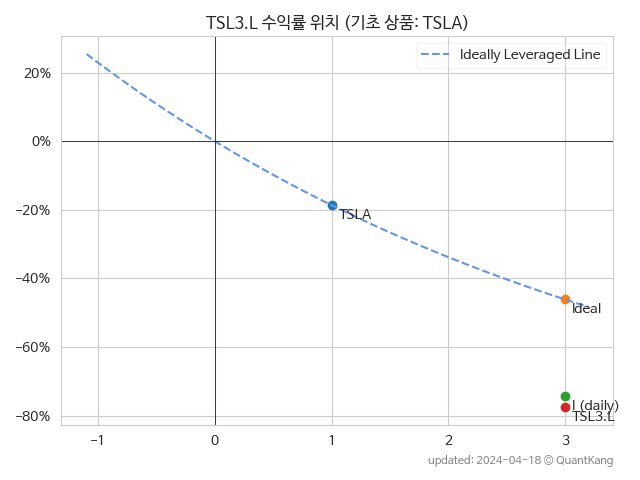 TSL3.L 수익률 위치 (기초 상품: TSLA)
Ideally Leveraged Line
20%
0%
−20%
−40%
−60%
−80%
TSLA
Ideal
l (daily)
TSL3.L
−1
0
1
2
3
updated: 2024-04-18 © QuantKang